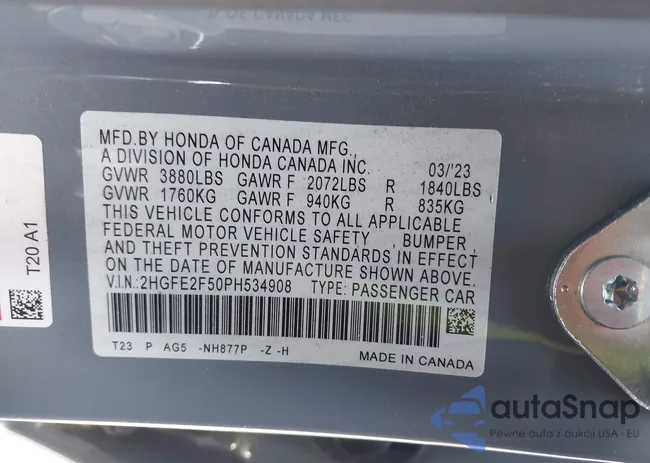 MFD.BY HONDA OF CANADA MFG.,
A DIVISION OF HONDA CANADA INC. 03/'23
GVWR 3880LBS GAWR F 2072LBS R 1840LBS
GVWR 1760KG GAWR F 940KG R 835KG
THIS VEHICLE CONFORMS TO ALL APPLICABLE
FEDERAL MOTOR VEHICLE SAFETY , BUMPER ,
AND THEFT PREVENTION STANDARDS IN EFFECT
ON THE DATE OF MANUFACTURE SHOWN ABOVE.
V.I.N.:2HGFE2F50PH534908 TYPE: PASSENGER CAR
T23 P AG5 -NH877P -Z -H
MADE IN CANADA
T20 A1
autaSnap
Pewne auta z aukcji USA i EU